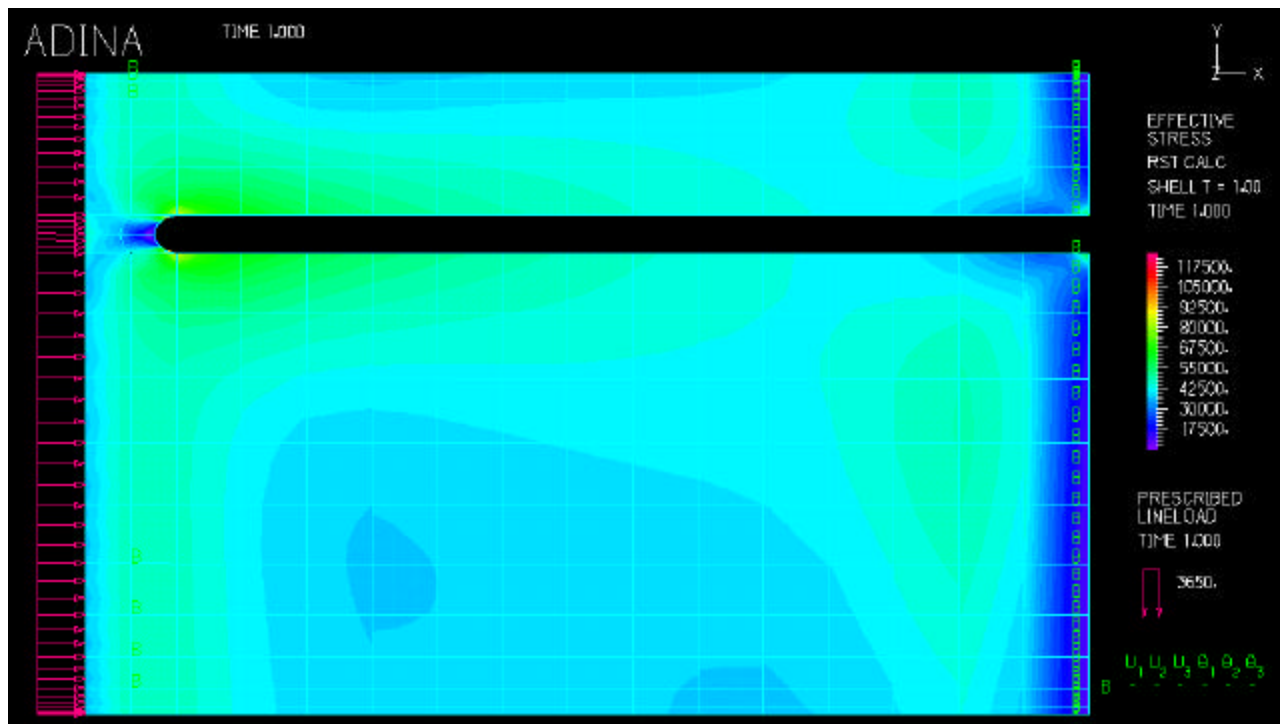 ADINA
TIME 1.000
Y
X
Z
EFFECTIVE
STRESS
RST CALC
SHELL T = 1.00
TIME 1.000
117500.
105000.
92500.
80000.
67500.
55000.
42500.
30000.
17500.
PRESCRIBED
LINELOAD
TIME 1.000
3650.
U1 U2 U3 θ1 θ2 θ3
B - - - - - -